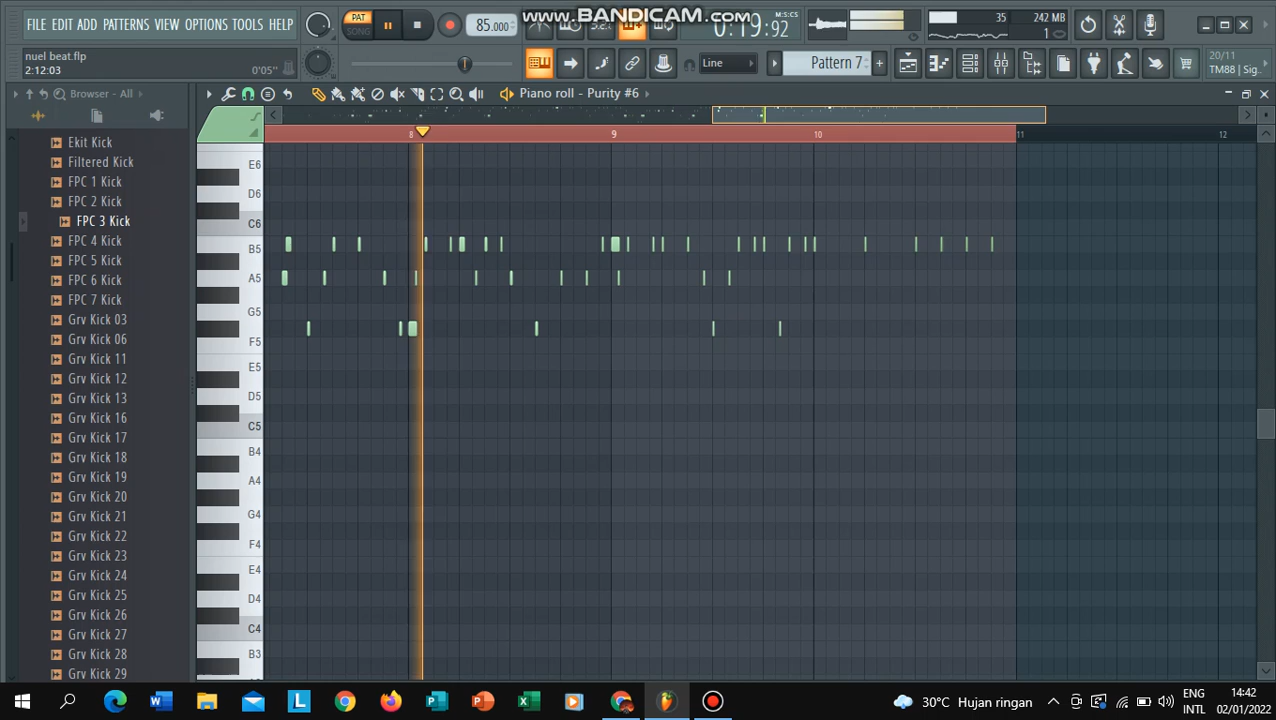 www.BANDICAM.com
FILE EDIT ADD PATTERNS VIEW OPTIONS TOOLS HELP
PAT
SONG
85.000
3.2.
0:19:92
M:S:CS
35
242 MB
1
nuel beat.flp
2:12:03
0'05"
Line
Pattern 7
20/11
TM88 | Sig..
Browser - All
Piano roll - Purity #6
8
9
10
11
12
Ekit Kick
Filtered Kick
FPC 1 Kick
FPC 2 Kick
FPC 3 Kick
FPC 4 Kick
FPC 5 Kick
FPC 6 Kick
FPC 7 Kick
Grv Kick 03
Grv Kick 06
Grv Kick 11
Grv Kick 12
Grv Kick 13
Grv Kick 16
Grv Kick 17
Grv Kick 18
Grv Kick 19
Grv Kick 20
Grv Kick 21
Grv Kick 22
Grv Kick 23
Grv Kick 24
Grv Kick 25
Grv Kick 26
Grv Kick 27
Grv Kick 28
Grv Kick 29
E6
D6
C6
B5
A5
G5
F5
E5
D5
C5
B4
A4
G4
F4
E4
D4
C4
B3
30°C Hujan ringan
ENG
INTL
14:42
02/01/2022